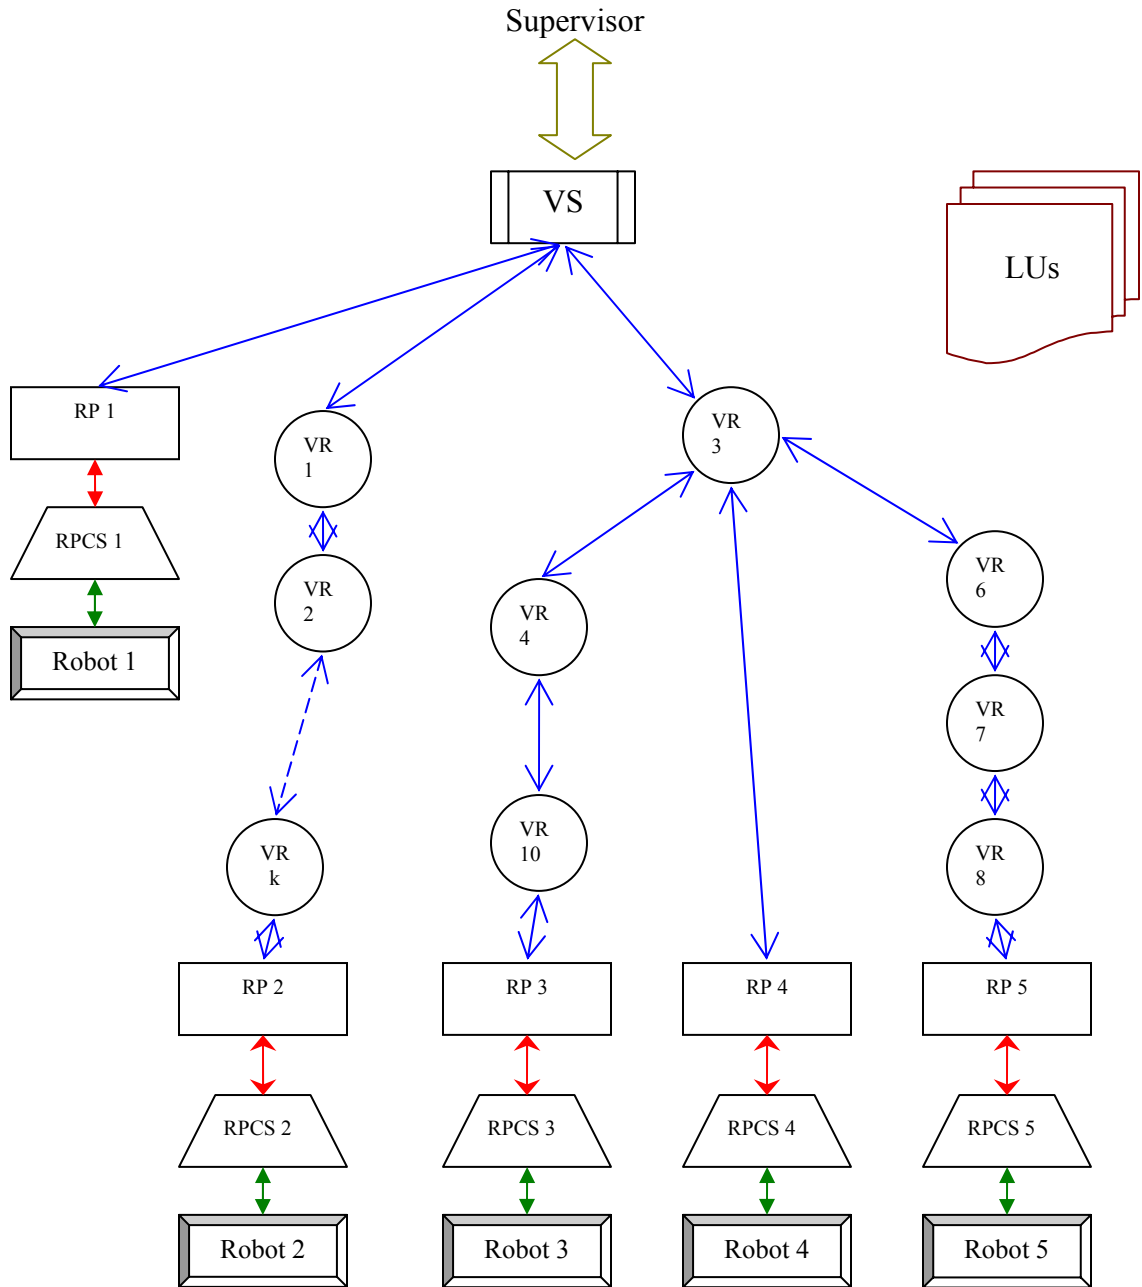 Supervisor
VS
LUs
RP 1
VR
1
VR
3
RPCS 1
VR
2
VR
4
VR
6
Robot 1
VR
7
VR
k
VR
10
VR
8
RP 2
RP 3
RP 4
RP 5
RPCS 2
RPCS 3
RPCS 4
RPCS 5
Robot 2
Robot 3
Robot 4
Robot 5